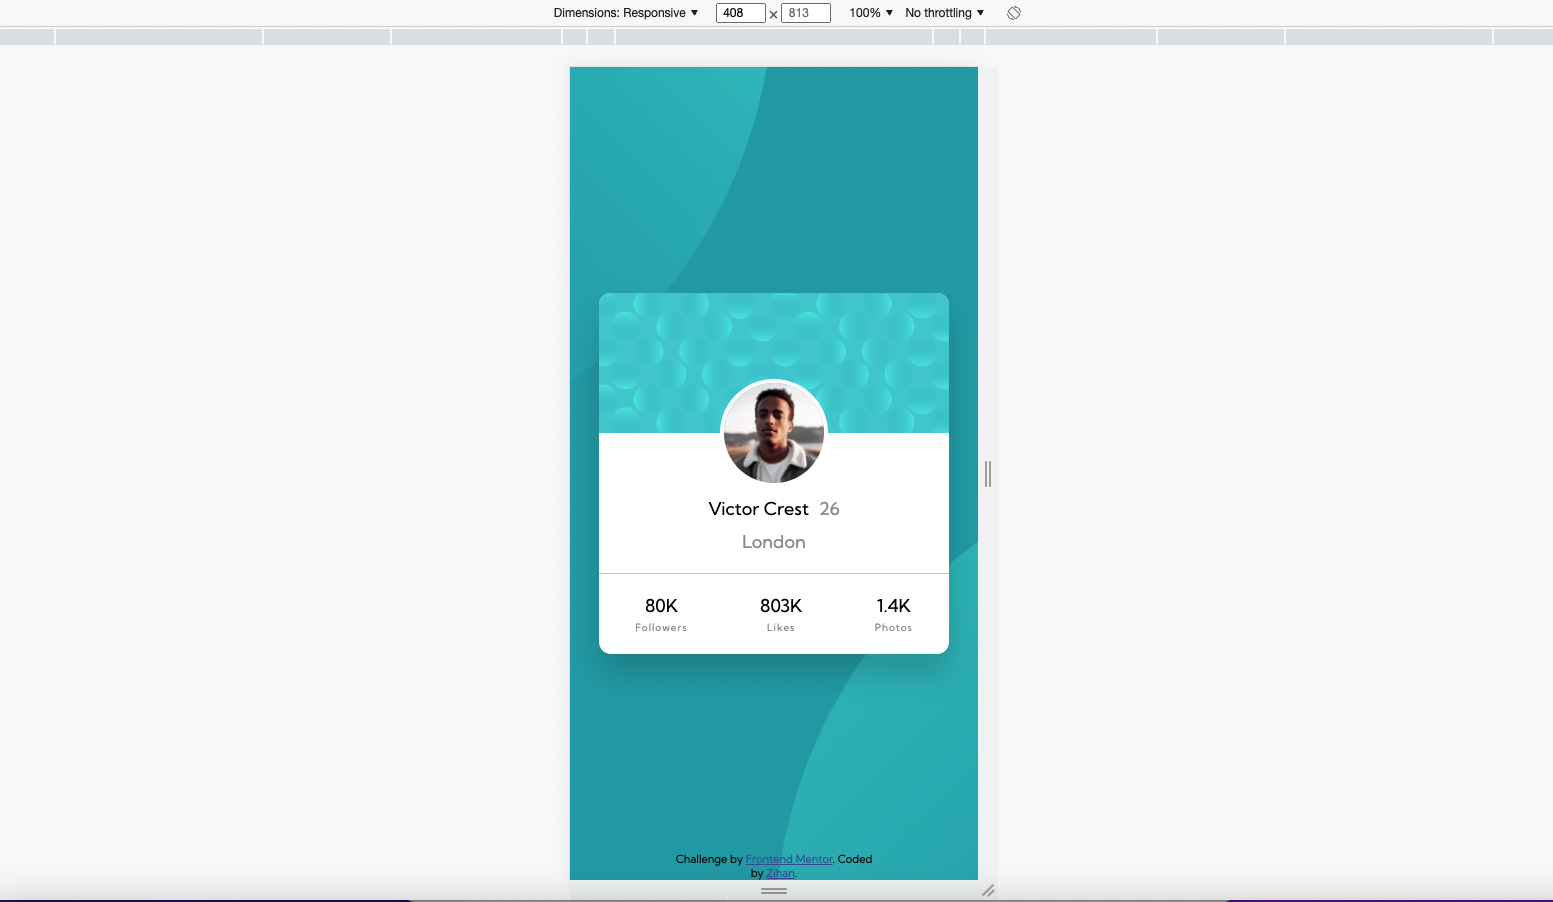 Dimensions: Responsive ▼ 408 × 813 100% ▼ No throttling ▼
Victor Crest 26
London
80K 803K 1.4K
Followers Likes Photos
Challenge by Frontend Mentor. Coded
by Zihan.